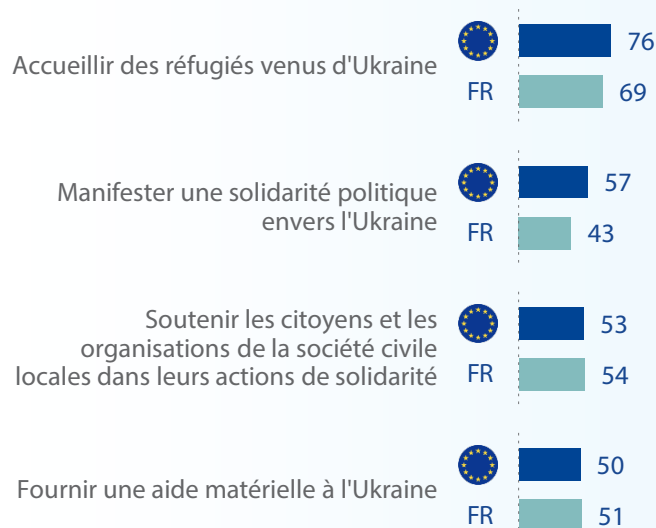 Accueillir des réfugiés venus d'Ukraine
76
FR
69
Manifester une solidarité politique
envers l'Ukraine
57
FR
43
Soutenir les citoyens et les
organisations de la société civile
locales dans leurs actions de solidarité
53
FR
54
Fournir une aide matérielle à l'Ukraine
50
FR
51